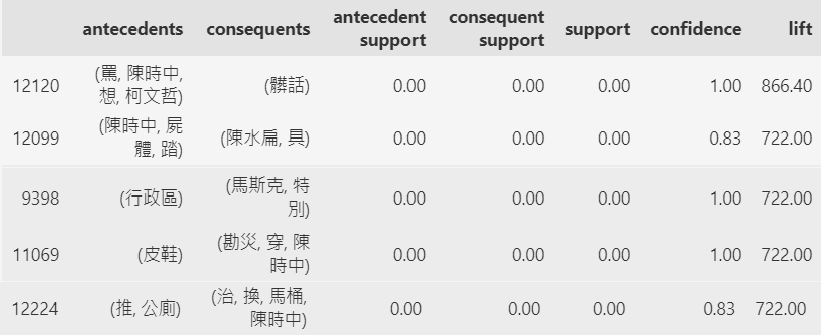 antecedents consequents antecedent support consequent support support confidence lift
12120 (罵, 陳時中, 想, 柯文哲) (髒話) 0.00 0.00 0.00 1.00 866.40
12099 (陳時中, 屍體, 踏) (陳水扁, 具) 0.00 0.00 0.00 0.83 722.00
9398 (行政區) (馬斯克, 特別) 0.00 0.00 0.00 1.00 722.00
11069 (皮鞋) (勘災, 穿, 陳時中) 0.00 0.00 0.00 1.00 722.00
12224 (推, 公廁) (治, 換, 馬桶, 陳時中) 0.00 0.00 0.00 0.83 722.00